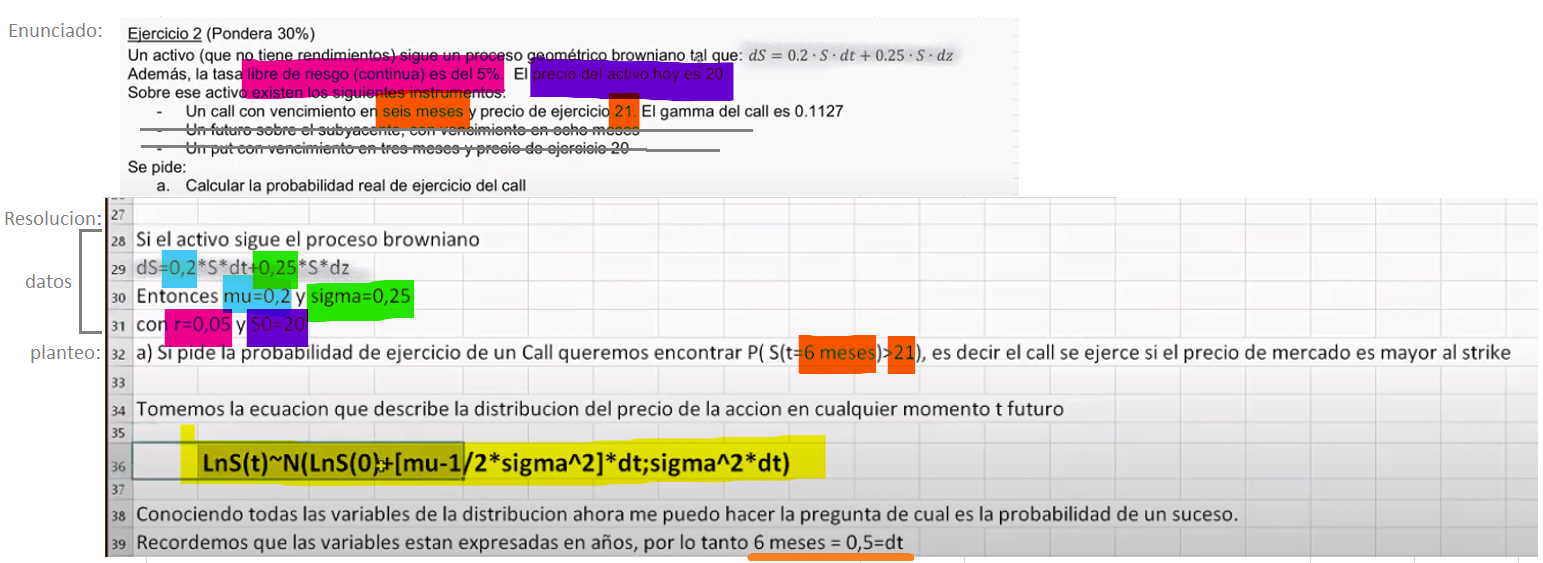 Enunciado:
Ejercicio 2 (Pondera 30%)
Un activo (que no tiene rendimientos) sigue un proceso geométrico browniano tal que: dS = 0.2 · S · dt + 0.25 · S · dz
Además, la tasa libre de riesgo (continua) es del 5%. El precio del activo hoy es 20.
Sobre ese activo existen los siguientes instrumentos:
- Un call con vencimiento en seis meses y precio de ejercicio 21. El gamma del call es 0.1127
- Un futuro sobre el subyacente, con vencimiento en ocho meses
- Un put con vencimiento en tres meses y precio de ejercicio 20
Se pide:
a. Calcular la probabilidad real de ejercicio del call
Resolucion:
27
28 Si el activo sigue el proceso browniano
datos
29 dS=0,2*S*dt+0,25*S*dz
30 Entonces mu=0,2 y sigma=0,25
31 con r=0,05 y S0=20
planteo:
32 a) Si pide la probabilidad de ejercicio de un Call queremos encontrar P( S(t=6 meses)>21), es decir el call se ejerce si el precio de mercado es mayor al strike
33
34 Tomemos la ecuacion que describe la distribucion del precio de la accion en cualquier momento t futuro
35
36 LnS(t)~N(LnS(0)+[mu-1/2*sigma^2]*dt;sigma^2*dt)
37
38 Conociendo todas las variables de la distribucion ahora me puedo hacer la pregunta de cual es la probabilidad de un suceso.
39 Recordemos que las variables estan expresadas en años, por lo tanto 6 meses = 0,5=dt